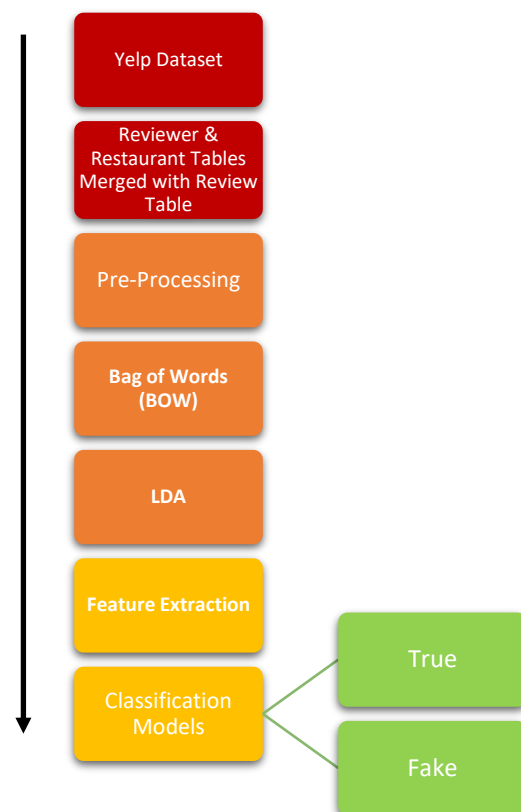 Yelp Dataset
Reviewer &
Restaurant Tables
Merged with Review
Table
Pre-Processing
Bag of Words
(BOW)
LDA
Feature Extraction
Classification
Models
True
Fake